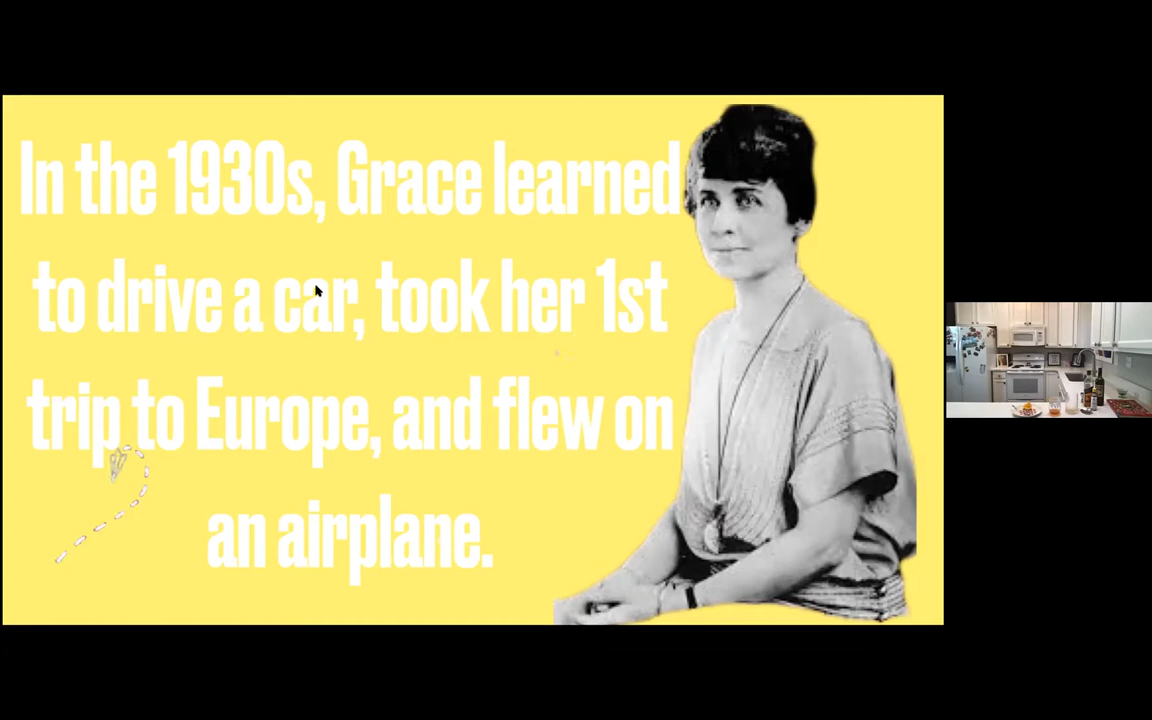 In the 1930s, Grace learned
to drive a car, took her 1st
trip to Europe, and flew on
an airplane.